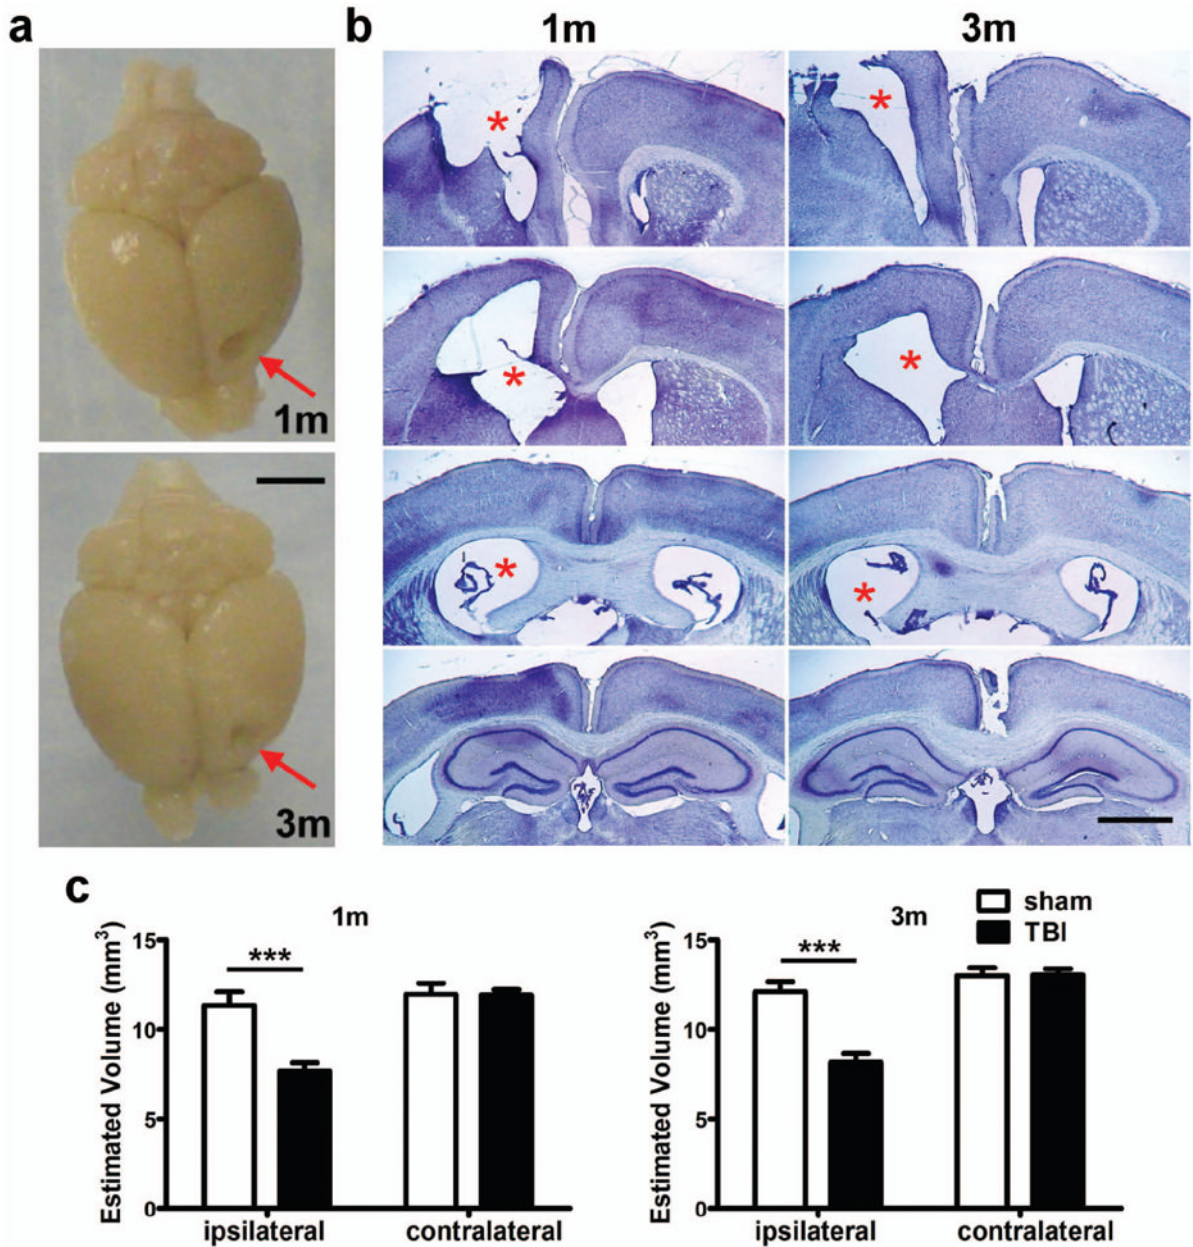 a
1m
3m
b
1m
3m
*
*
*
*
*
*
c
1m
Estimated Volume (mm³)
15
10
5
0
***
ipsilateral
contralateral
3m
sham
TBI
Estimated Volume (mm³)
15
10
5
0
***
ipsilateral
contralateral